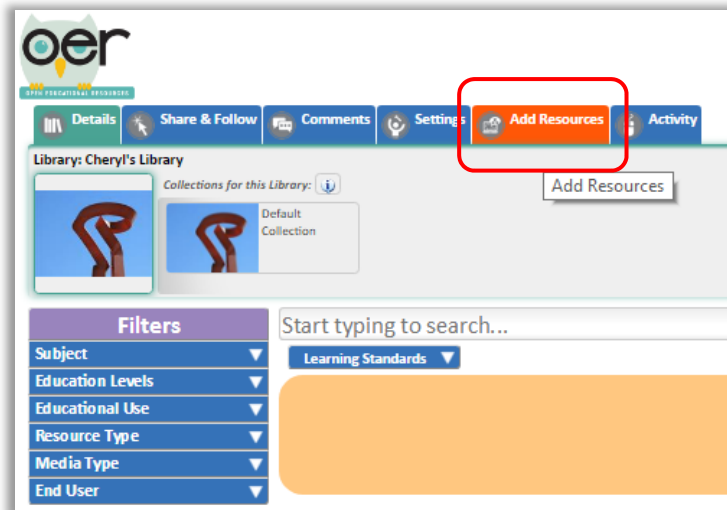 oer
OPEN EDUCATIONAL RESOURCES
Details Share & Follow Comments Settings Add Resources Activity
Library: Cheryl's Library
Collections for this Library:
Default
Collection
Add Resources
Filters
Start typing to search...
Subject
Learning Standards
Education Levels
Educational Use
Resource Type
Media Type
End User